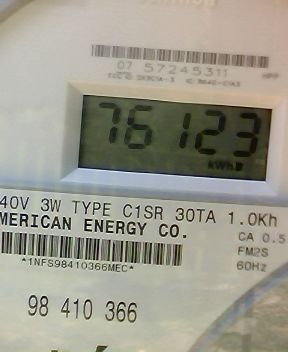 07 57245311
76123
kWh
40V 3W TYPE C1SR 30TA 1.0Kh
MERICAN ENERGY CO.
CA 0.5
*1NFS98410366MEC*
FM2S
60Hz
98 410 366